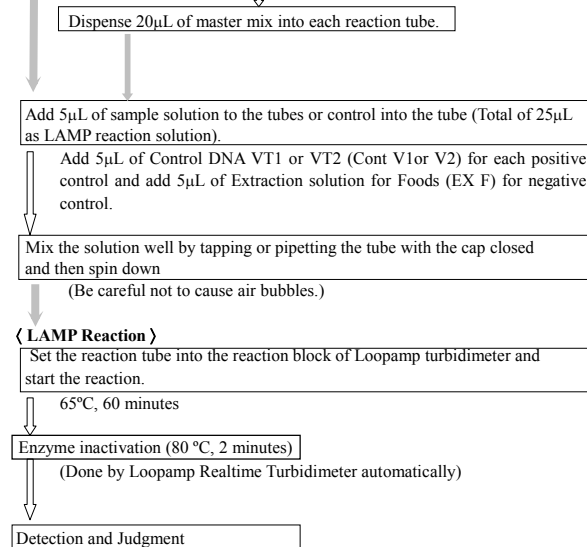 Dispense 20μL of master mix into each reaction tube.
Add 5μL of sample solution to the tubes or control into the tube (Total of 25μL
as LAMP reaction solution).
Add 5μL of Control DNA VT1 or VT2 (Cont V1or V2) for each positive
control and add 5μL of Extraction solution for Foods (EX F) for negative
control.
Mix the solution well by tapping or pipetting the tube with the cap closed
and then spin down
(Be careful not to cause air bubbles.)
⟨ LAMP Reaction ⟩
Set the reaction tube into the reaction block of Loopamp turbidimeter and
start the reaction.
65ºC, 60 minutes
Enzyme inactivation (80 ºC, 2 minutes)
(Done by Loopamp Realtime Turbidimeter automatically)
Detection and Judgment